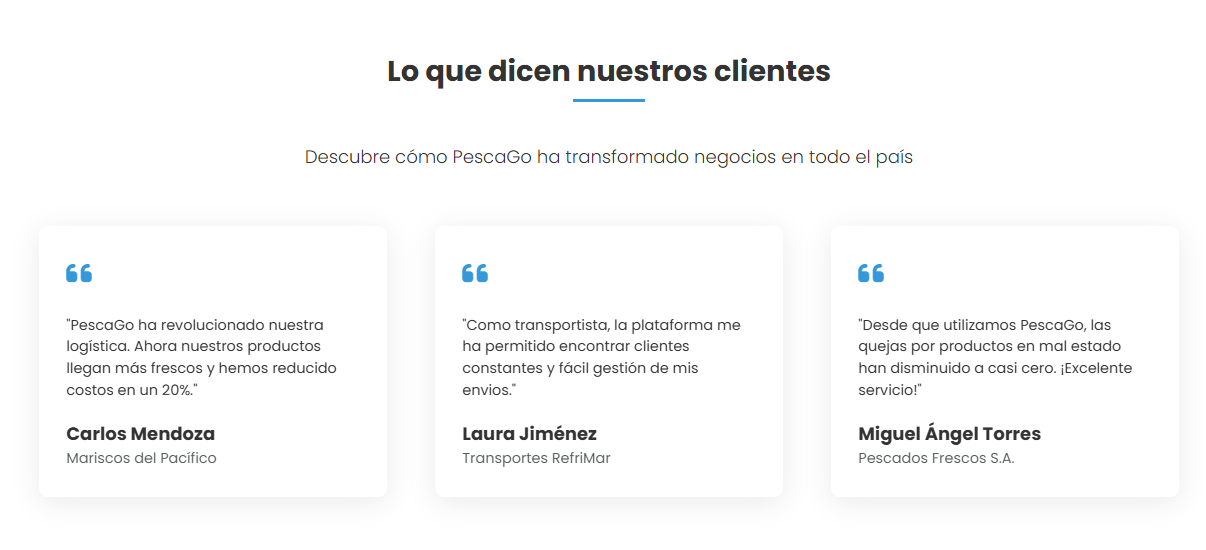 Lo que dicen nuestros clientes
Descubre cómo PescaGo ha transformado negocios en todo el país
"PescaGo ha revolucionado nuestra
logística. Ahora nuestros productos
llegan más frescos y hemos reducido
costos en un 20%."
Carlos Mendoza
Mariscos del Pacífico
"Como transportista, la plataforma me
ha permitido encontrar clientes
constantes y fácil gestión de mis
envios."
Laura Jiménez
Transportes RefriMar
"Desde que utilizamos PescaGo, las
quejas por productos en mal estado
han disminuido a casi cero. ¡Excelente
servicio!"
Miguel Ángel Torres
Pescados Frescos S.A.